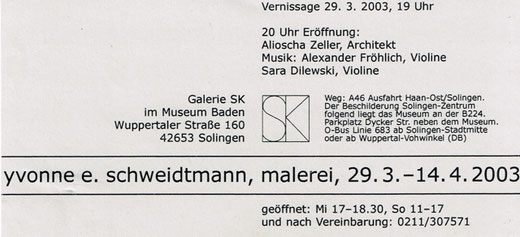 Vernissage 29. 3. 2003, 19 Uhr
20 Uhr Eröffnung:
Alioscha Zeller, Architekt
Musik: Alexander Fröhlich, Violine
Sara Dilewski, Violine
Galerie SK
im Museum Baden
Wuppertaler Straße 160
42653 Solingen
SK
Weg: A46 Ausfahrt Haan-Ost/Solingen.
Der Beschilderung Solingen-Zentrum
folgend liegt das Museum an der B224.
Parkplatz Dycker Str. neben dem Museum.
O-Bus Linie 683 ab Solingen-Stadtmitte
oder ab Wuppertal-Vohwinkel (DB)
yvonne e. schweidtmann, malerei, 29. 3.–14. 4. 2003
geöffnet: Mi 17–18.30, So 11–17
und nach Vereinbarung: 0211/307571